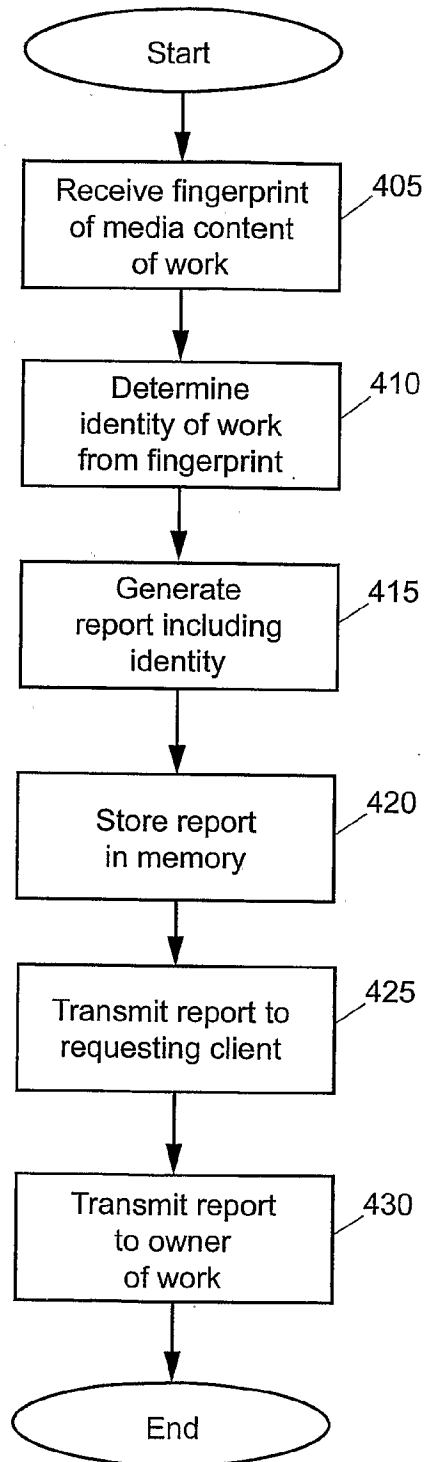 Start
Receive fingerprint
of media content
of work
405
Determine
identity of work
from fingerprint
410
Generate
report including
identity
415
Store report
in memory
420
Transmit report to
requesting client
425
Transmit report
to owner
of work
430
End